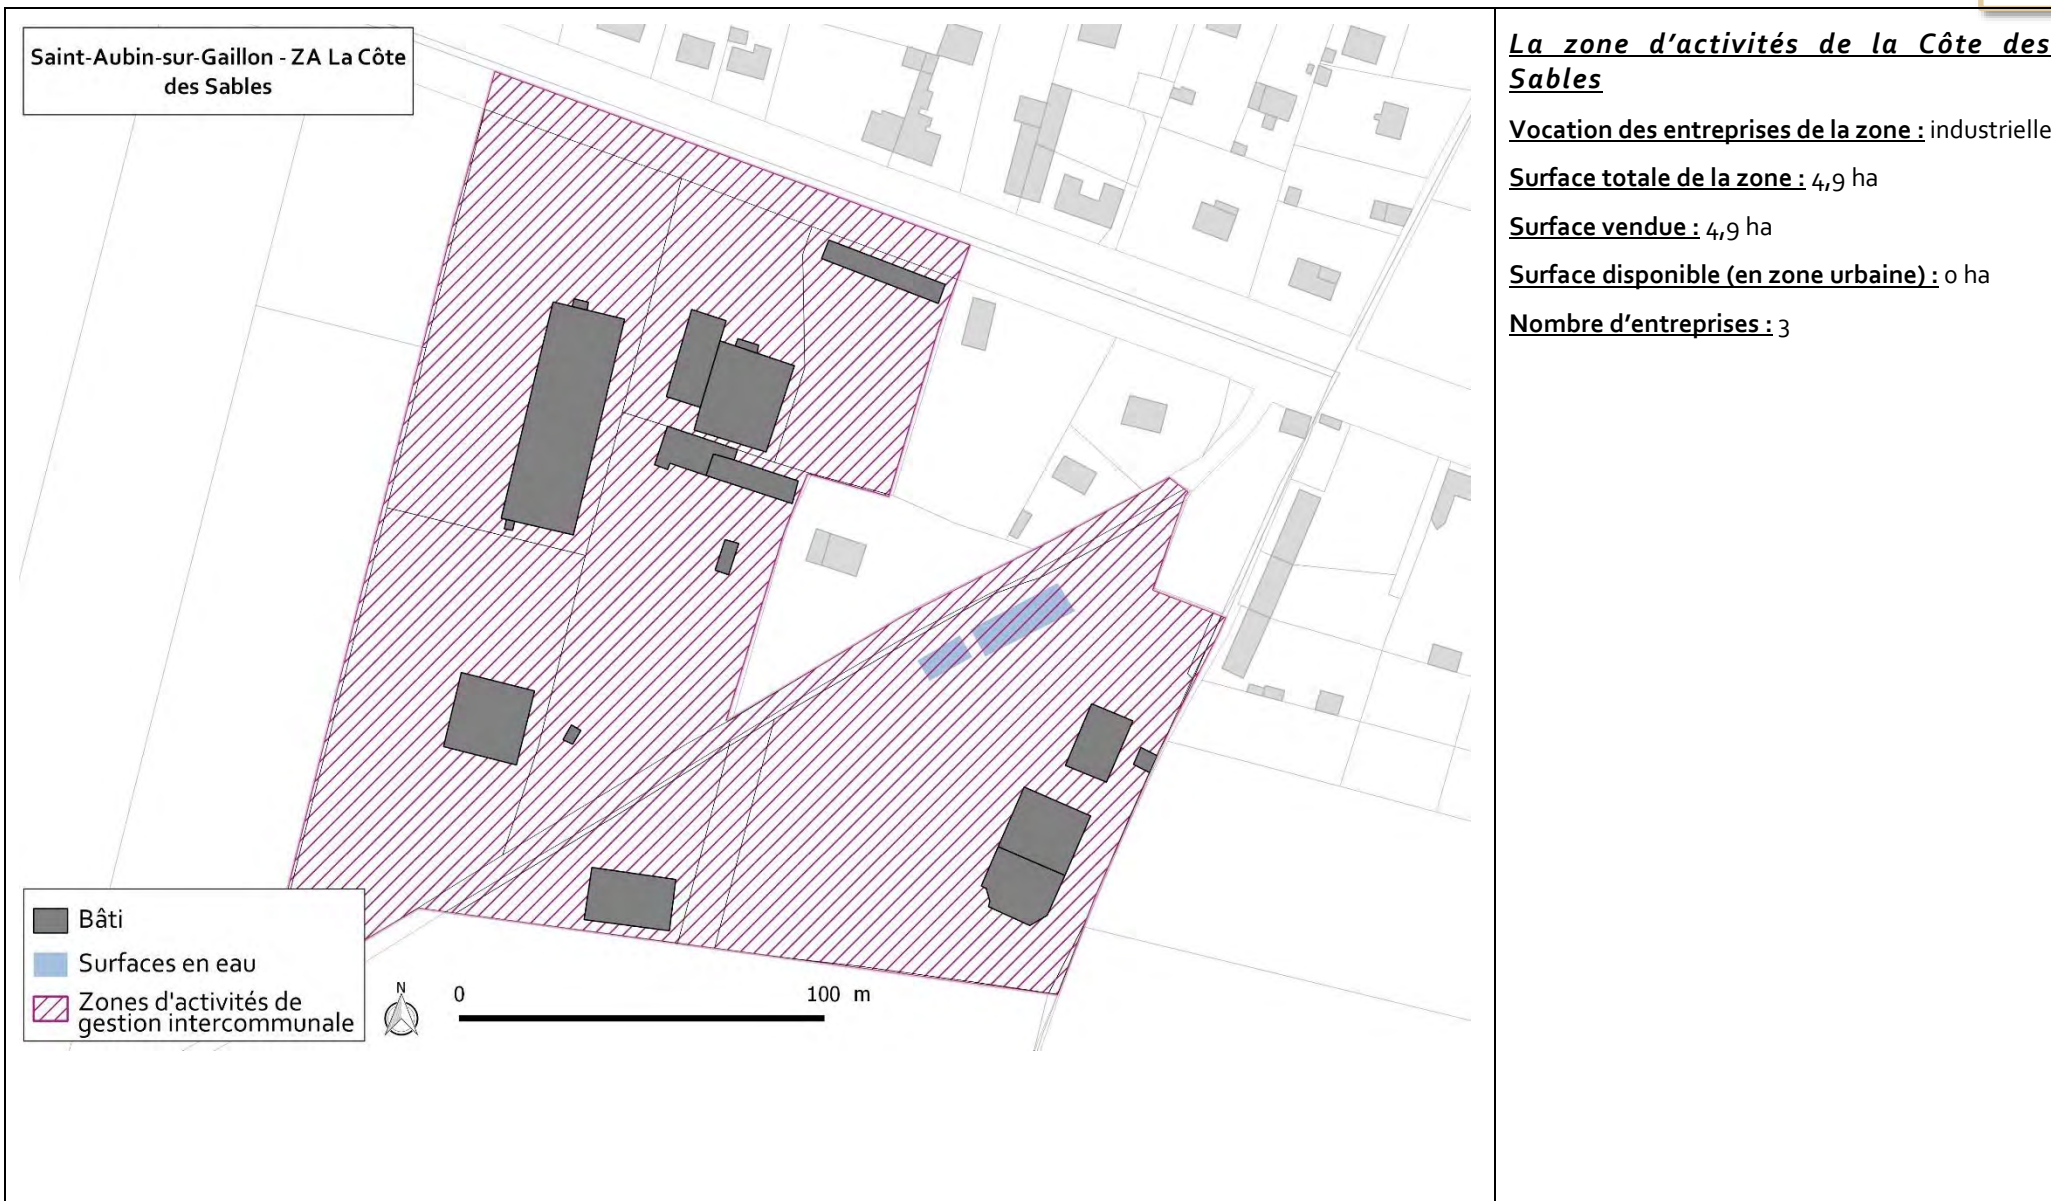 Saint-Aubin-sur-Gaillon - ZA La Côte
des Sables
Bâti
Surfaces en eau
Zones d'activités de
gestion intercommunale
N
0
100 m
La zone d'activités de la Côte des
Sables
Vocation des entreprises de la zone : industrielle
Surface totale de la zone : 4,9 ha
Surface vendue : 4,9 ha
Surface disponible (en zone urbaine) : 0 ha
Nombre d'entreprises : 3